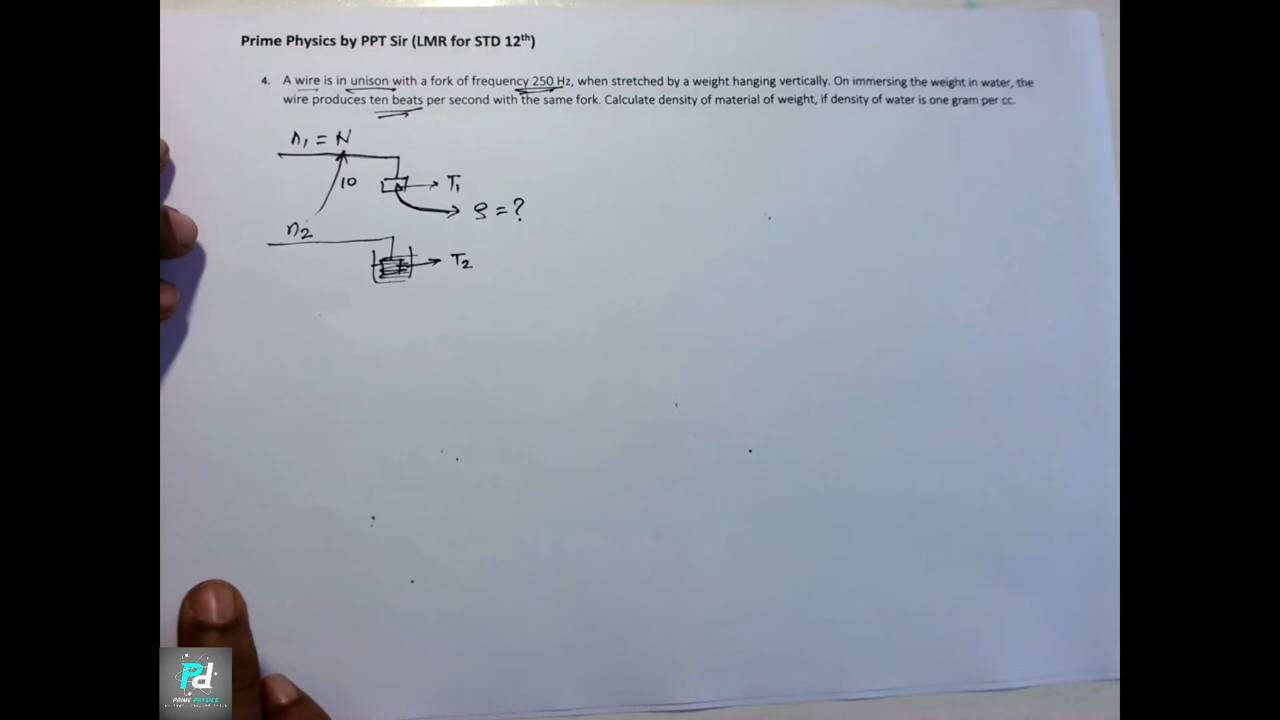 Prime Physics by PPT Sir (LMR for STD 12th)
4. A wire is in unison with a fork of frequency 250 Hz, when stretched by a weight hanging vertically. On immersing the weight in water, the
wire produces ten beats per second with the same fork. Calculate density of material of weight, if density of water is one gram per cc.
n1 = N
10
T1
ρ = ?
n2
T2
Pd
PRIME PHYSICS